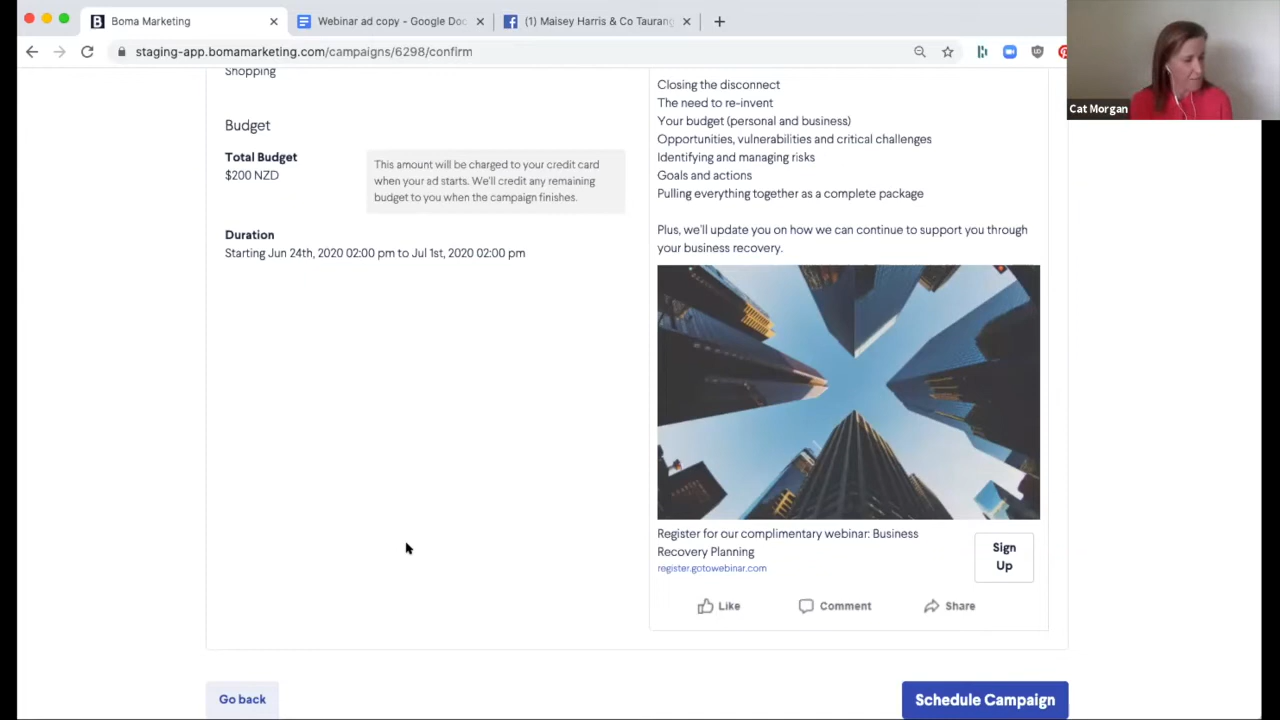 Boma Marketing
Webinar ad copy - Google Doc
(1) Maisey Harris & Co Taurang
staging-app.bomamarketing.com/campaigns/6298/confirm
Cat Morgan
Shopping
Budget
Total Budget
$200 NZD
This amount will be charged to your credit card
when your ad starts. We'll credit any remaining
budget to you when the campaign finishes.
Duration
Starting Jun 24th, 2020 02:00 pm to Jul 1st, 2020 02:00 pm
Closing the disconnect
The need to re-invent
Your budget (personal and business)
Opportunities, vulnerabilities and critical challenges
Identifying and managing risks
Goals and actions
Pulling everything together as a complete package
Plus, we'll update you on how we can continue to support you through
your business recovery.
Register for our complimentary webinar: Business
Recovery Planning
register.gotowebinar.com
Sign
Up
Like
Comment
Share
Go back
Schedule Campaign